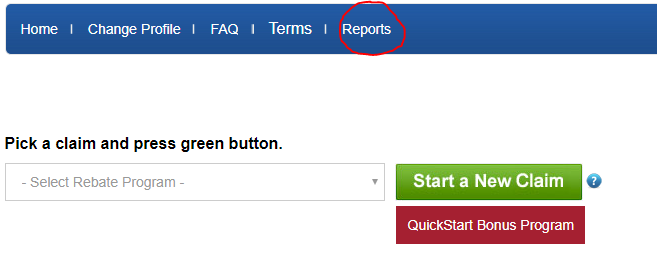 Home | Change Profile | FAQ | Terms | Reports
Pick a claim and press green button.
- Select Rebate Program -
Start a New Claim ?
QuickStart Bonus Program